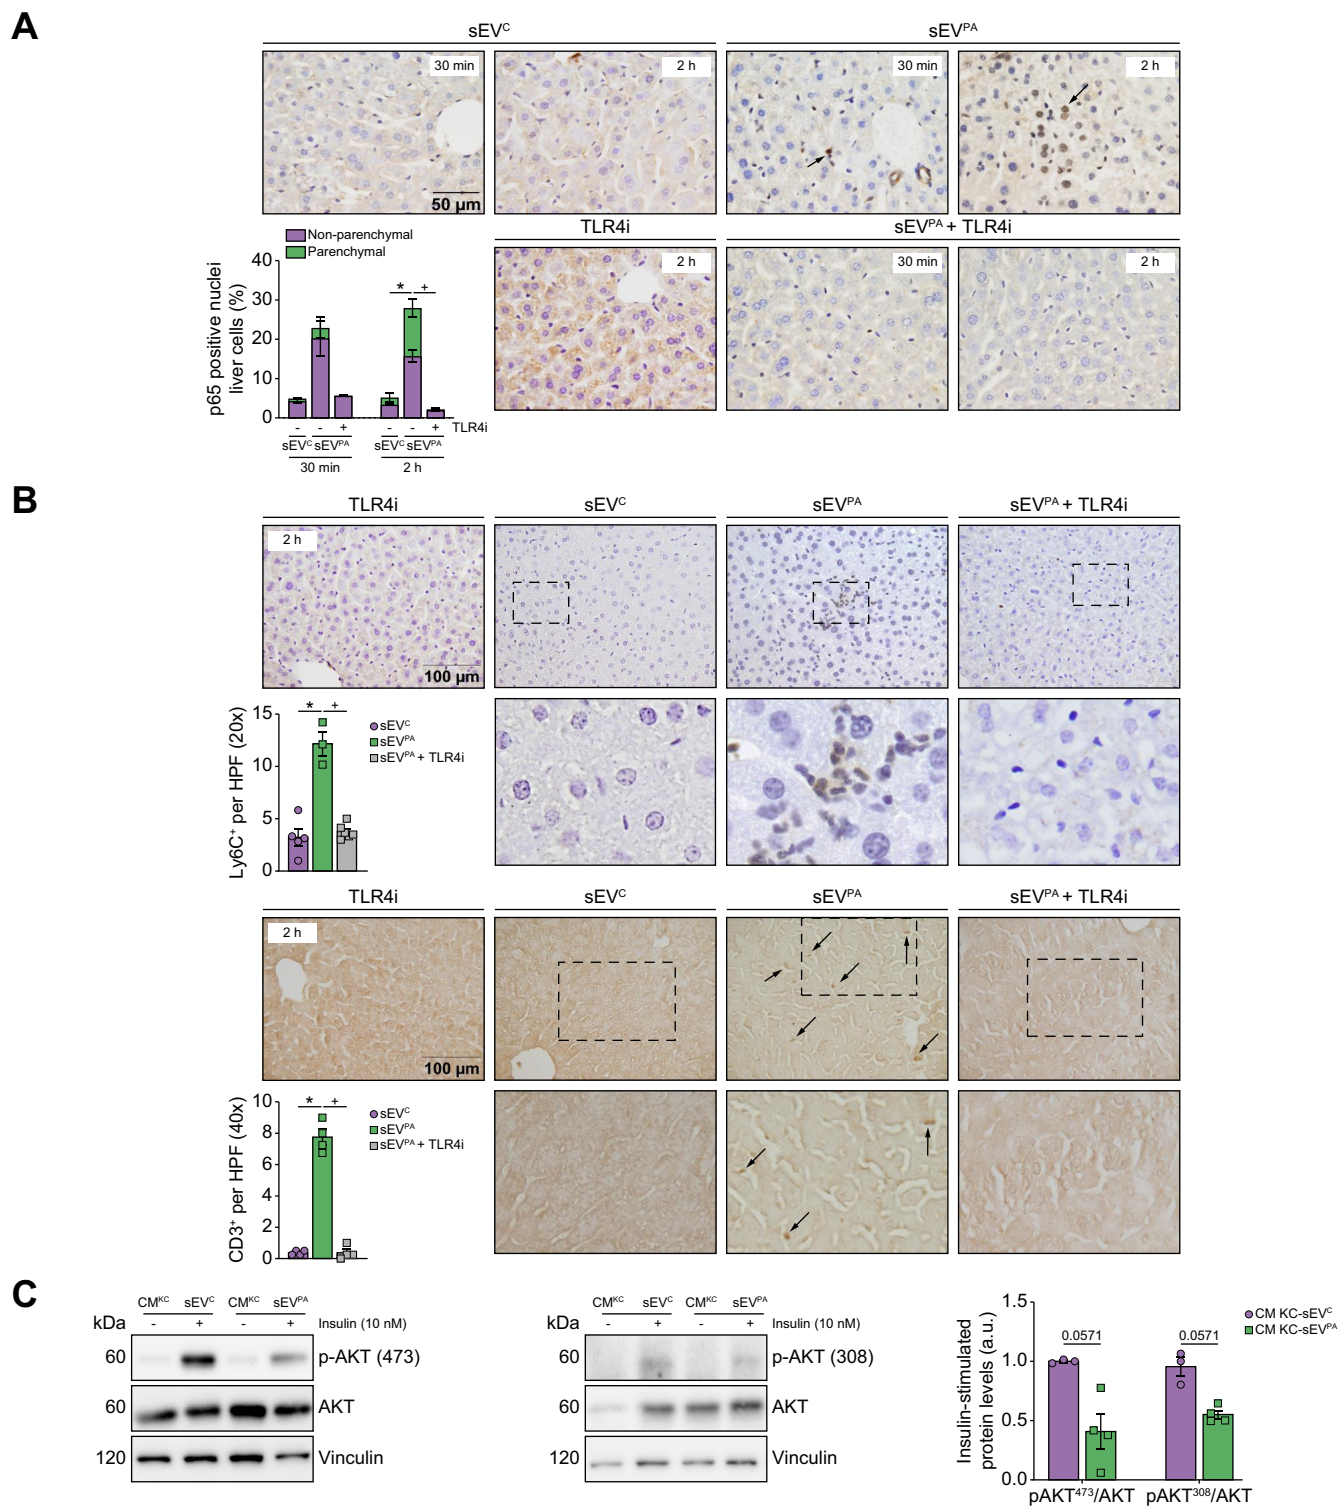 A
sEVC
sEVPA
30 min
2 h
30 min
2 h
50 µm
TLR4i
sEVPA + TLR4i
2 h
30 min
2 h
Non-parenchymal
Parenchymal
p65 positive nuclei
liver cells (%)
40
30
20
10
0
* +
- - + - - + TLR4i
sEVC sEVPA sEVC sEVPA
30 min 2 h
B
TLR4i
sEVC
sEVPA
sEVPA + TLR4i
2 h
100 µm
Ly6C+ per HPF (20x)
15
10
5
0
* +
sEVC
sEVPA
sEVPA + TLR4i
TLR4i
sEVC
sEVPA
sEVPA + TLR4i
2 h
100 µm
CD3+ per HPF (40x)
10
8
6
4
2
0
* +
sEVC
sEVPA
sEVPA + TLR4i
C
CMKC sEVC CMKC sEVPA
kDa - + - + Insulin (10 nM)
60 p-AKT (473)
60 AKT
120 Vinculin
CMKC sEVC CMKC sEVPA
kDa - + - + Insulin (10 nM)
60 p-AKT (308)
60 AKT
120 Vinculin
Insulin-stimulated
protein levels (a.u.)
1.5
1.0
0.5
0.0
0.0571
0.0571
CM KC-sEVC
CM KC-sEVPA
pAKT473/AKT
pAKT308/AKT